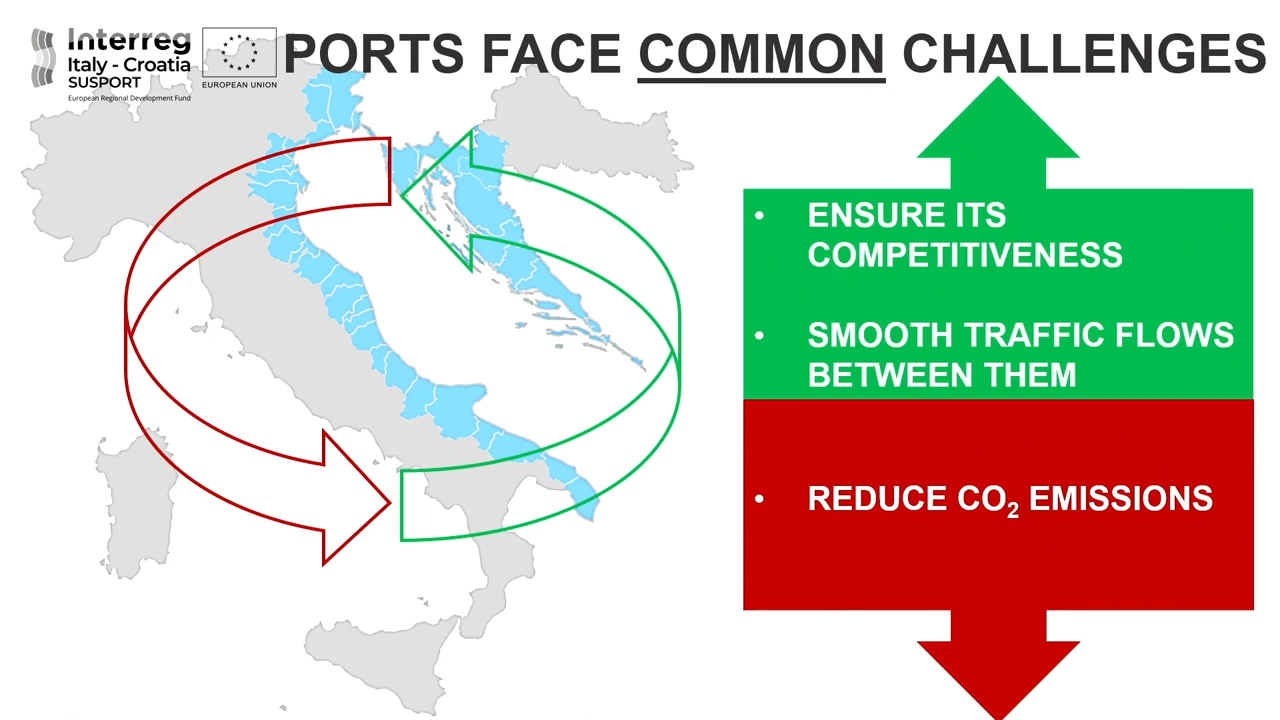 Interreg
Italy - Croatia
SUSPORT
European Regional Development Fund
EUROPEAN UNION
PORTS FACE COMMON CHALLENGES
• ENSURE ITS
COMPETITIVENESS
• SMOOTH TRAFFIC FLOWS
BETWEEN THEM
• REDUCE CO₂ EMISSIONS